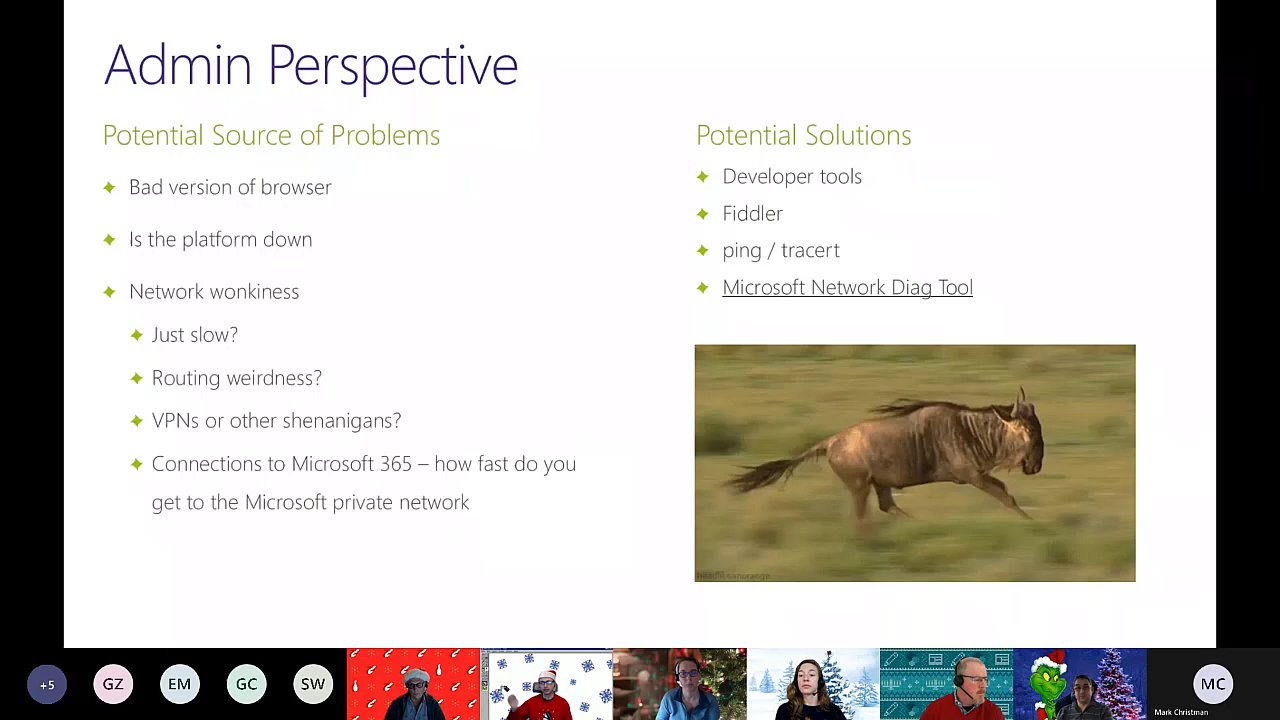 Admin Perspective
Potential Source of Problems
Bad version of browser
Is the platform down
Network wonkiness
Just slow?
Routing weirdness?
VPNs or other shenanigans?
Connections to Microsoft 365 – how fast do you
get to the Microsoft private network
Potential Solutions
Developer tools
Fiddler
ping / tracert
Microsoft Network Diag Tool
+5
GZ
EM
GC
SW
MC
Mark Christman